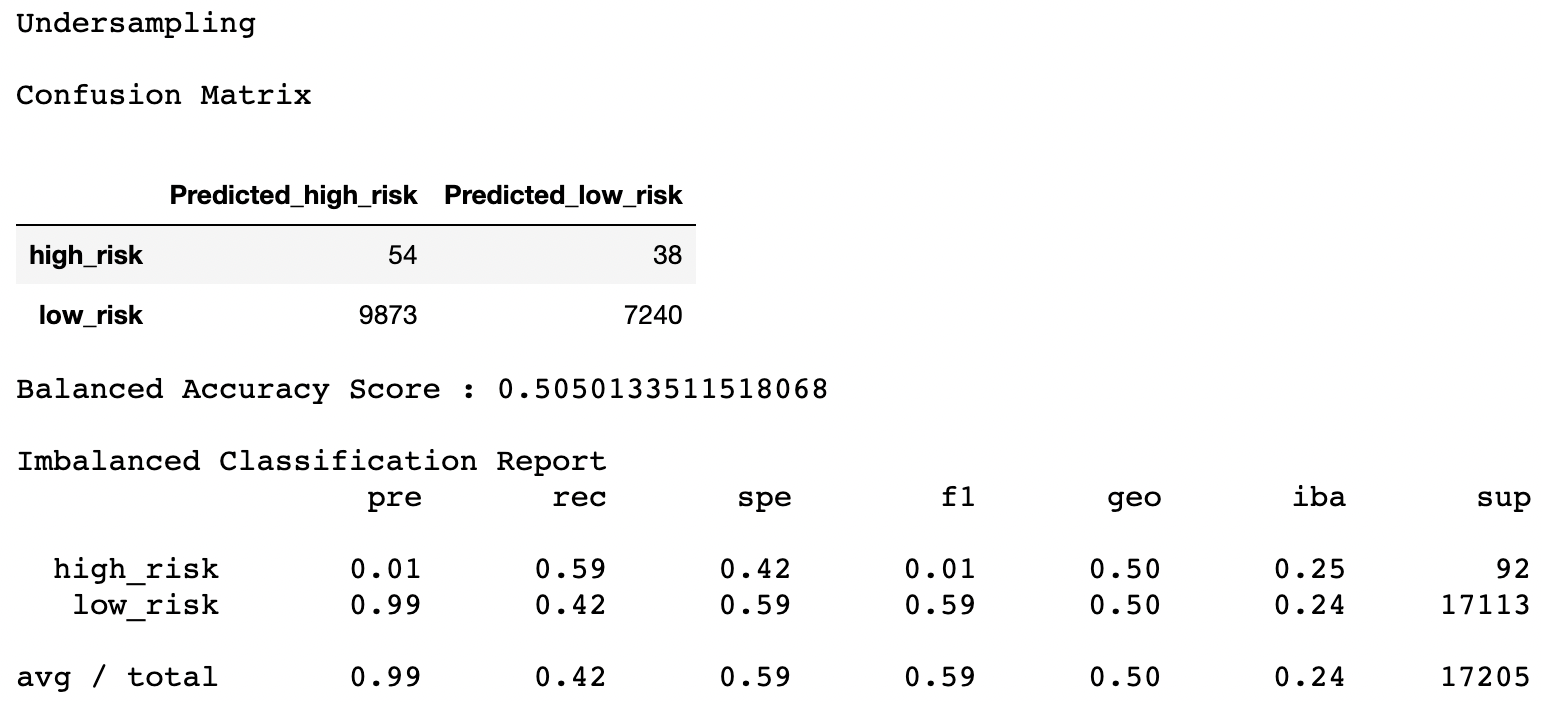 Undersampling
Confusion Matrix
Predicted_high_risk Predicted_low_risk
high_risk 54 38
low_risk 9873 7240
Balanced Accuracy Score : 0.5050133511518068
Imbalanced Classification Report
pre rec spe f1 geo iba sup
high_risk 0.01 0.59 0.42 0.01 0.50 0.25 92
low_risk 0.99 0.42 0.59 0.59 0.50 0.24 17113
avg / total 0.99 0.42 0.59 0.59 0.50 0.24 17205